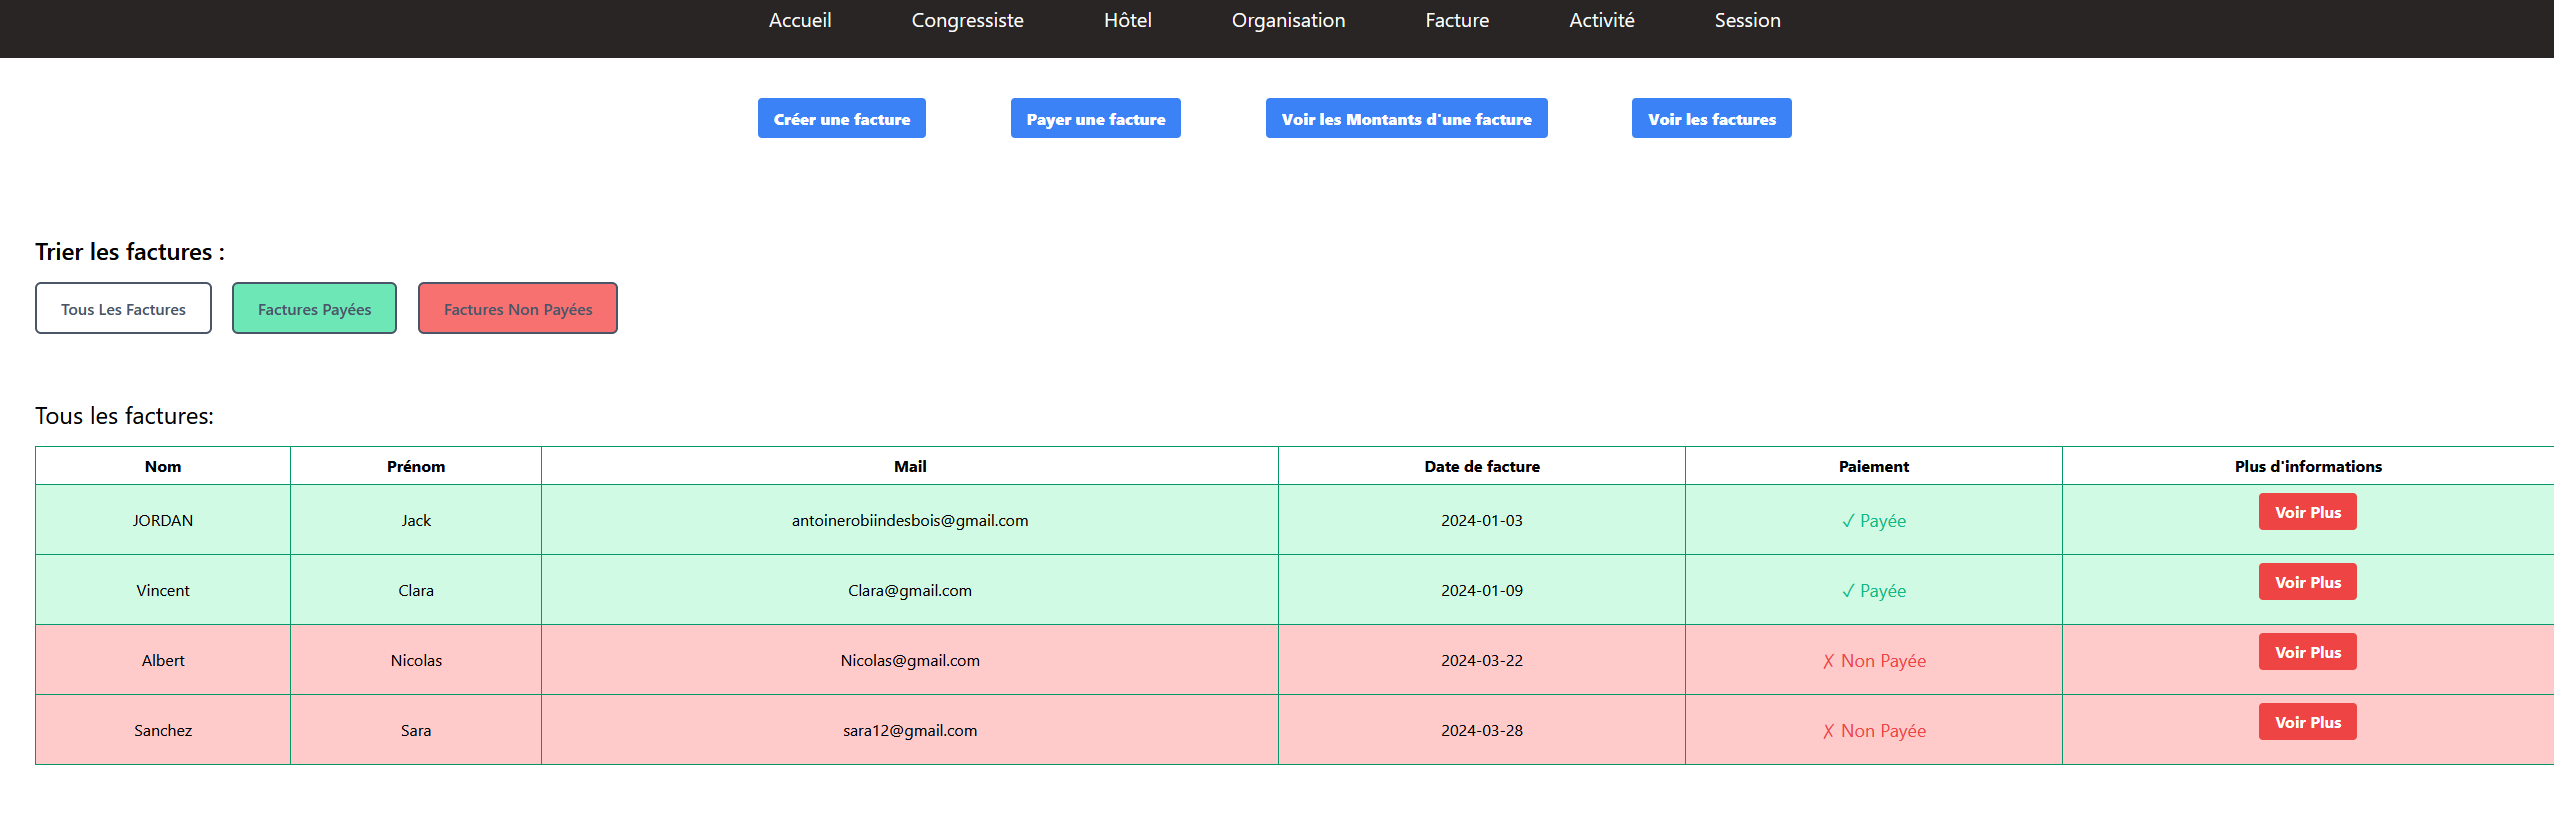 Accueil Congressiste Hôtel Organisation Facture Activité Session
Créer une facture Payer une facture Voir les Montants d'une facture Voir les factures
Trier les factures :
Tous Les Factures Factures Payées Factures Non Payées
Tous les factures:
Nom Prénom Mail Date de facture Paiement Plus d'informations
JORDAN Jack antoinerobiindesbois@gmail.com 2024-01-03 ✓ Payée Voir Plus
Vincent Clara Clara@gmail.com 2024-01-09 ✓ Payée Voir Plus
Albert Nicolas Nicolas@gmail.com 2024-03-22 ✗ Non Payée Voir Plus
Sanchez Sara sara12@gmail.com 2024-03-28 ✗ Non Payée Voir Plus